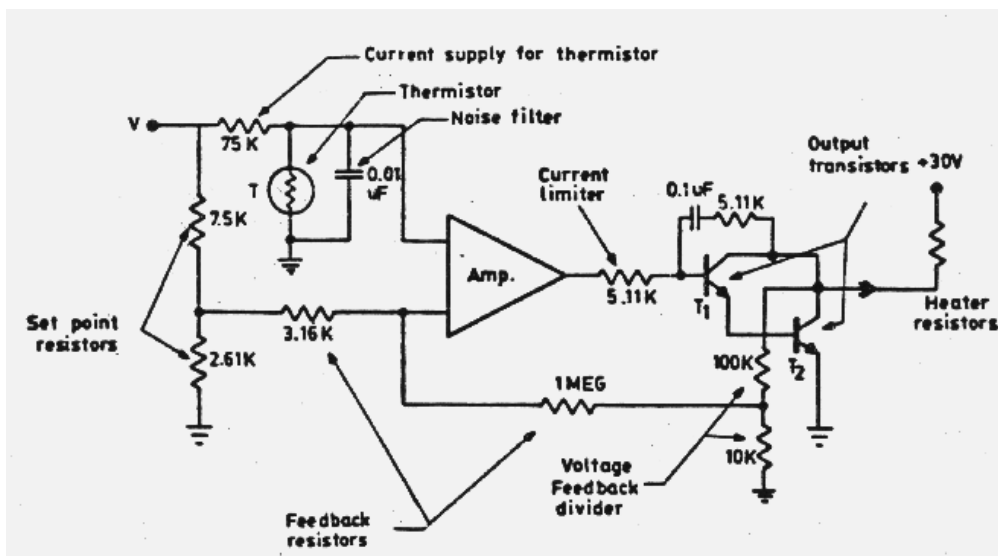 Current supply for thermistor
Thermistor
Noise filter
V
75K
T
0.01
uF
7.5K
Set point
resistors
2.61K
3.16K
Amp.
Current
limiter
5.11K
0.1uF
5.11K
Output
transistors
+30V
T1
T2
Heater
resistors
100K
1MEG
10K
Voltage
Feedback
divider
Feedback
resistors